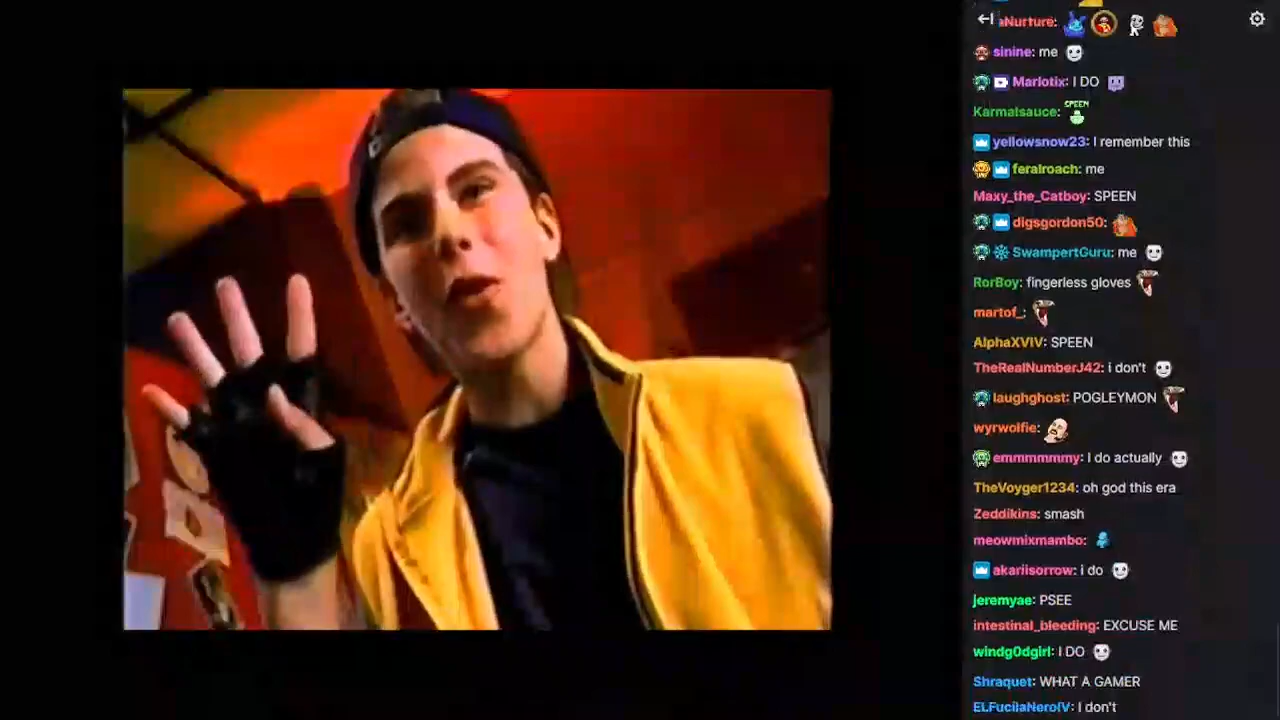 aNurture:
sinine: me
Marlotix: I DO
Karmalsauce: SPEEN
yellowsnow23: I remember this
feralroach: me
Maxy_the_Catboy: SPEEN
digsgordon50:
SwampertGuru: me
RorBoy: fingerless gloves
martof_:
AlphaXVIV: SPEEN
TheRealNumberJ42: i don't
laughghost: POGLEYMON
wyrwolfie:
emmmmmmy: I do actually
TheVoyger1234: oh god this era
Zeddikins: smash
meowmixmambo:
akariisorrow: i do
jeremyae: PSEE
intestinal_bleeding: EXCUSE ME
windg0dgirl: I DO
Shraquet: WHAT A GAMER
ELFucilaNerofV: I don't